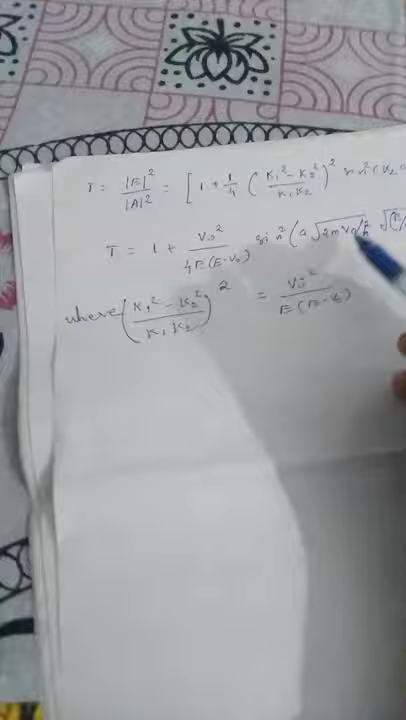 T = |E|²/|A|² = [1 + 1/4 ((K₁² - K₂²)/(K₁K₂))² sin²(K₂
T = 1 + V₀²/(4E(E-V₀)) sin²(a√(2mV₀/ħ²)
where ((K₁² - K₂²)/(K₁K₂))² = V₀²/(E(E-V₀))